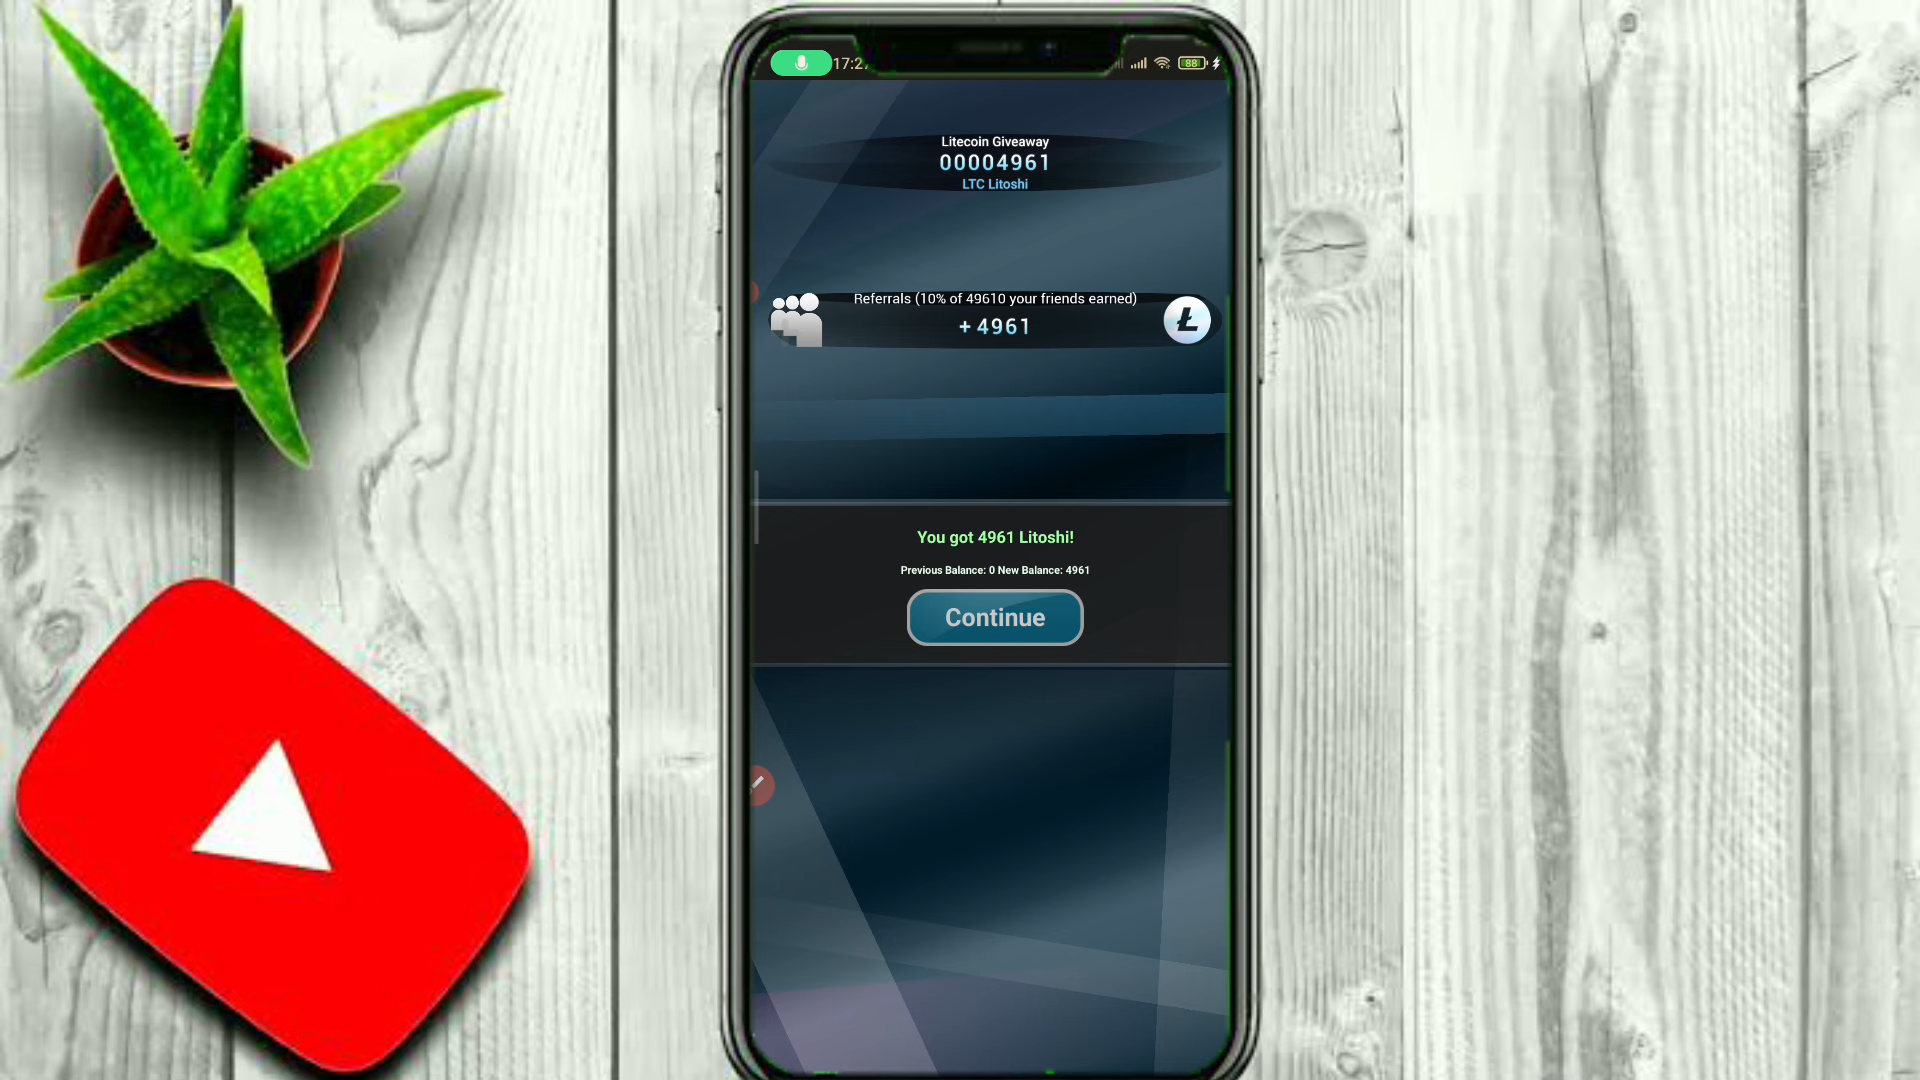 17:2
88
Litecoin Giveaway
00004961
LTC Litoshi
Referrals (10% of 49610 your friends earned)
+ 4961
You got 4961 Litoshi!
Previous Balance: 0 New Balance: 4961
Continue